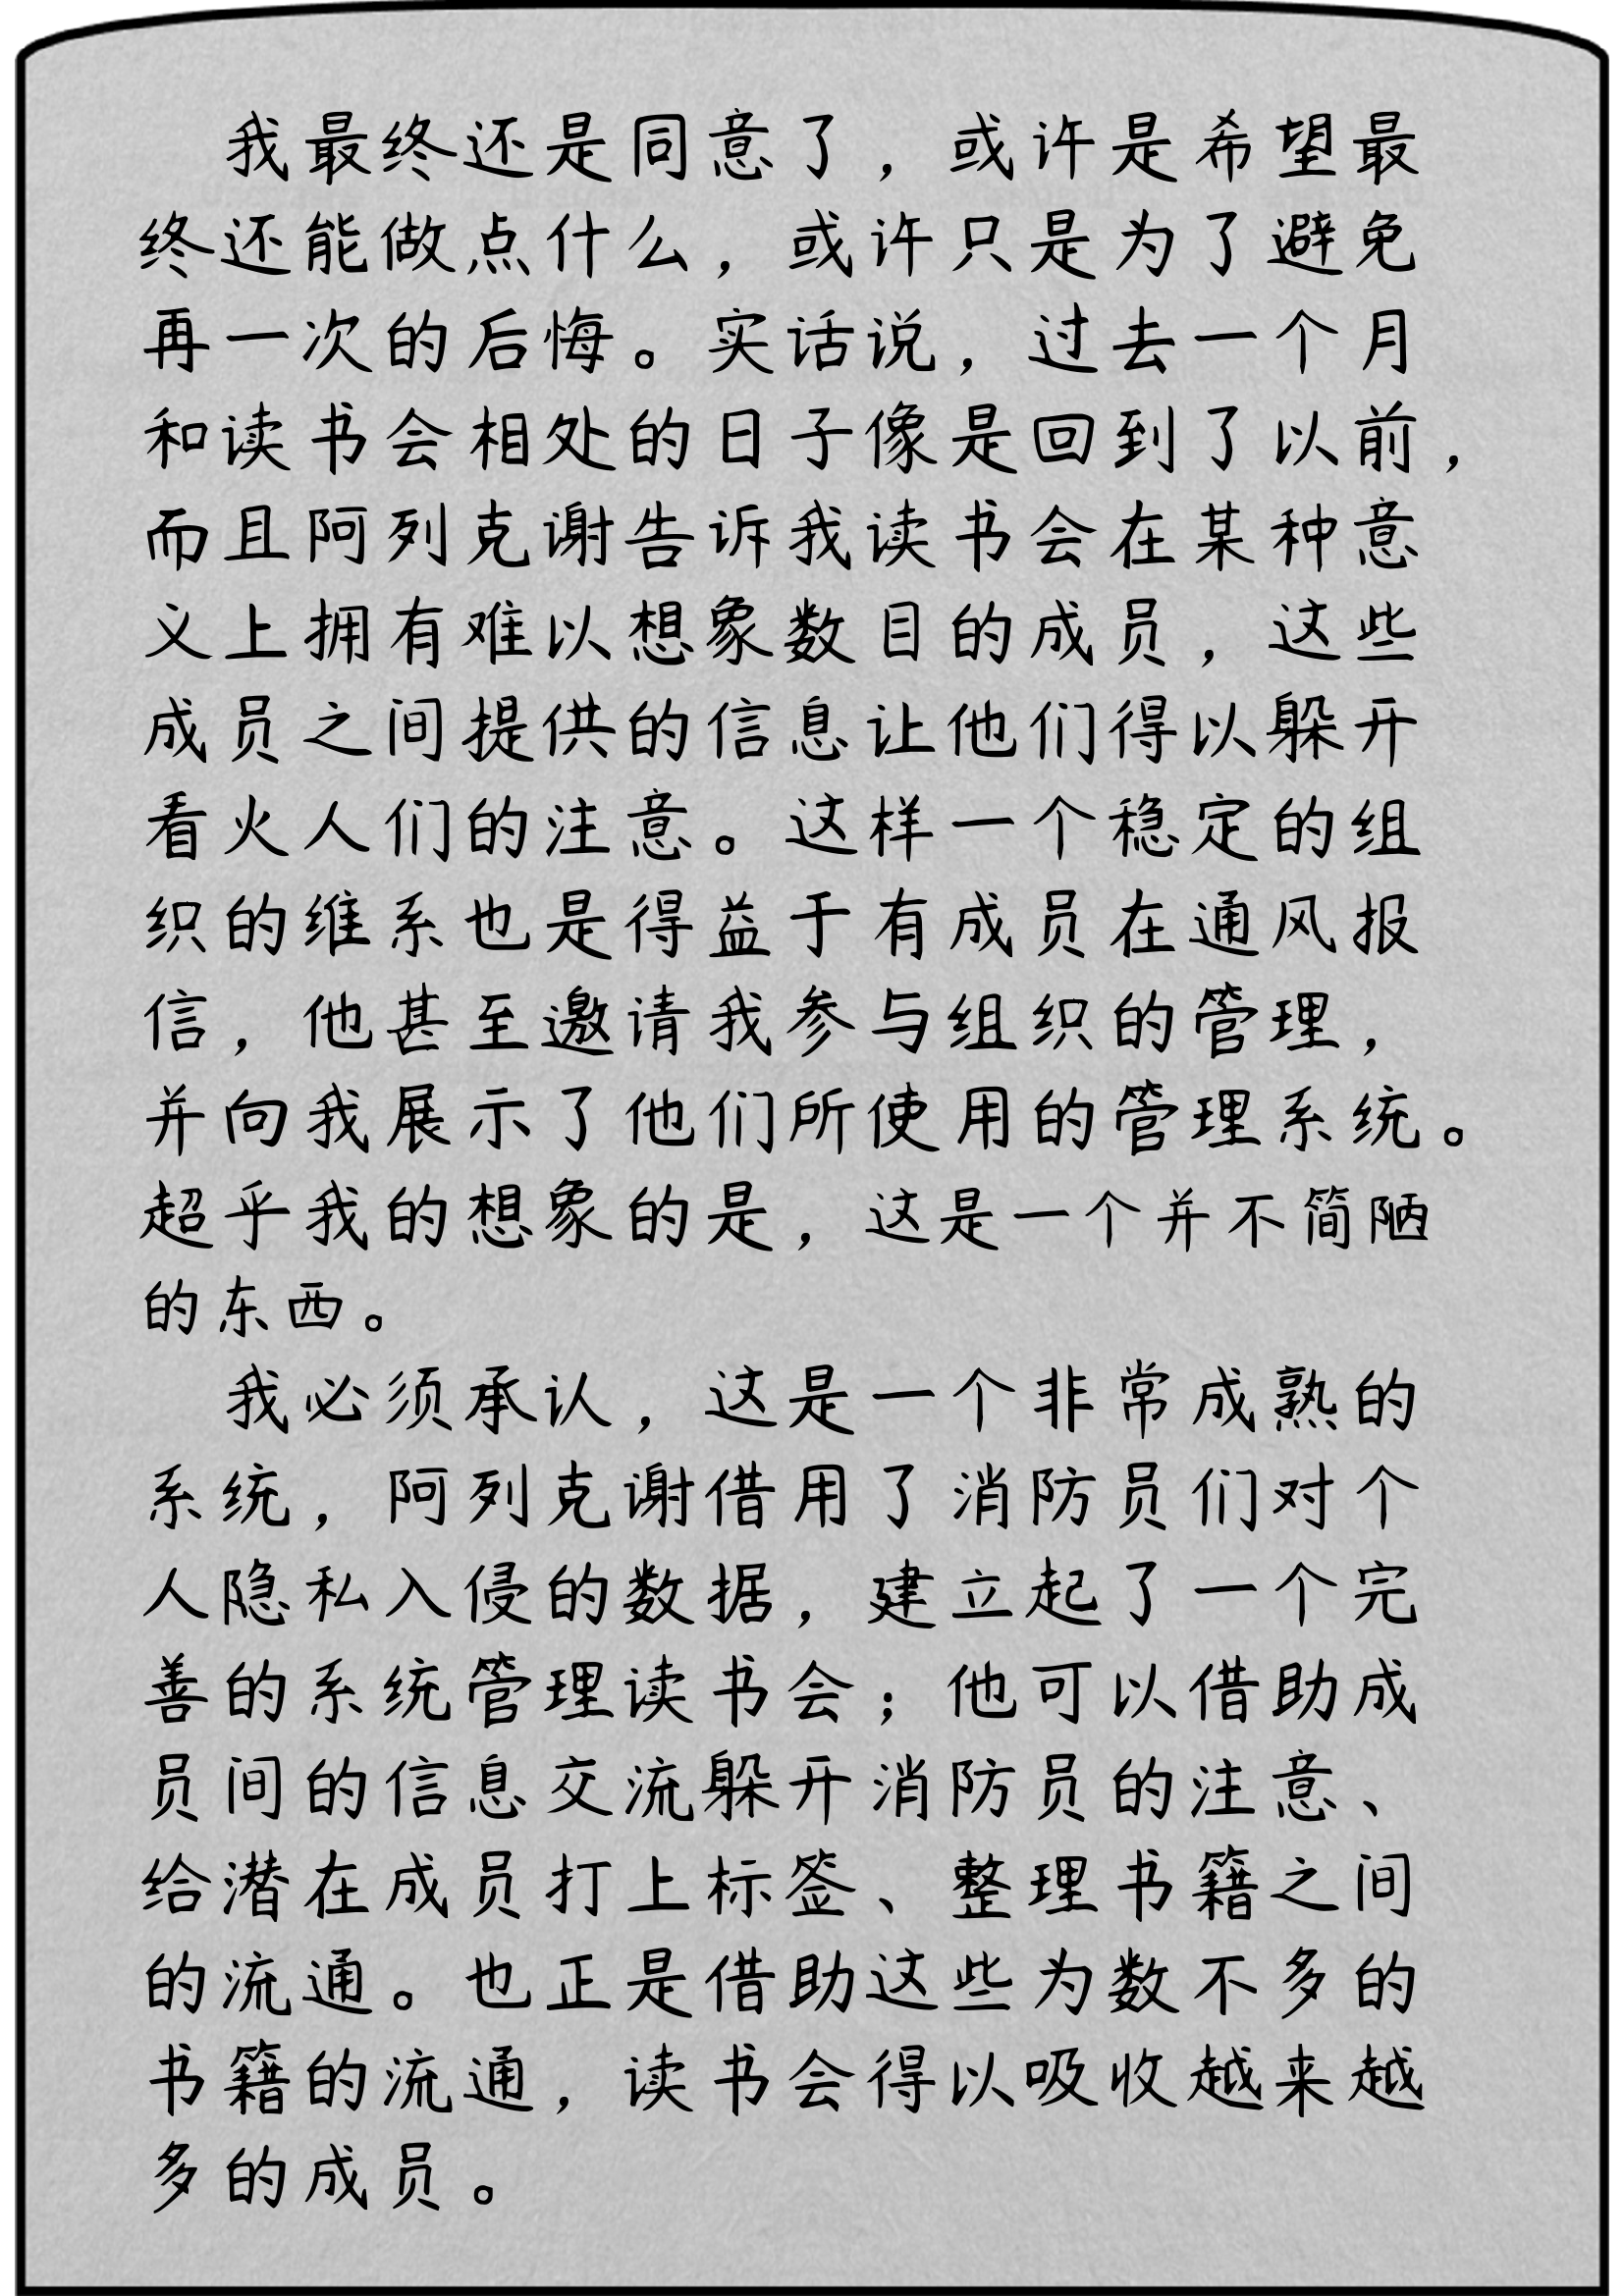 我最终还是同意了，或许是希望最
终还能做点什么，或许只是为了避免
再一次的后悔。实话说，过去一个月
和读书会相处的日子像是回到了以前，
而且阿列克谢告诉我读书会在某种意
义上拥有难以想象数目的成员，这些
成员之间提供的信息让他们得以躲开
看火人们的注意。这样一个稳定的组
织的维系也是得益于有成员在通风报
信，他甚至邀请我参与组织的管理，
并向我展示了他们所使用的管理系统。
超乎我的想象的是，这是一个并不简陋
的东西。
我必须承认，这是一个非常成熟的
系统，阿列克谢借用了消防员们对个
人隐私入侵的数据，建立起了一个完
善的系统管理读书会；他可以借助成
员间的信息交流躲开消防员的注意、
给潜在成员打上标签、整理书籍之间
的流通。也正是借助这些为数不多的
书籍的流通，读书会得以吸收越来越
多的成员。